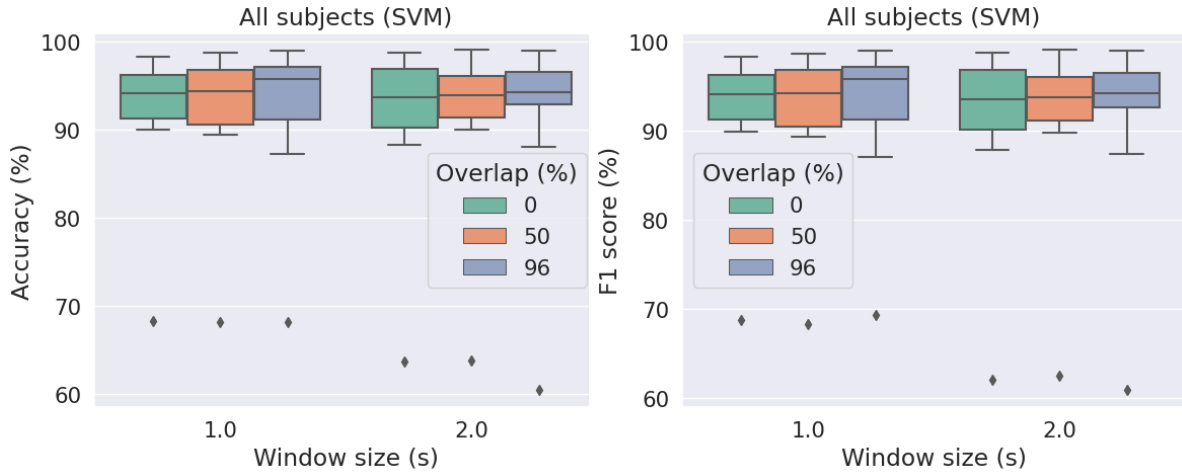 All subjects (SVM)
100
90
80
70
60
Accuracy (%)
Overlap (%)
0
50
96
1.0
2.0
Window size (s)
All subjects (SVM)
100
90
80
70
60
F1 score (%)
Overlap (%)
0
50
96
1.0
2.0
Window size (s)